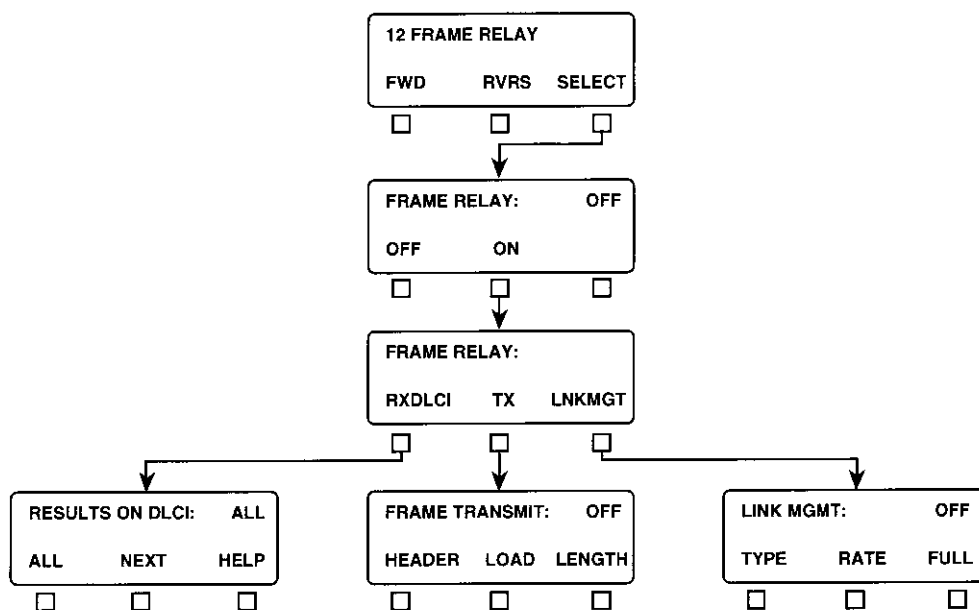 12 FRAME RELAY
FWD RVRS SELECT
FRAME RELAY: OFF
OFF ON
FRAME RELAY:
RXDLCI TX LNKMGT
RESULTS ON DLCI: ALL
ALL NEXT HELP
FRAME TRANSMIT: OFF
HEADER LOAD LENGTH
LINK MGMT: OFF
TYPE RATE FULL